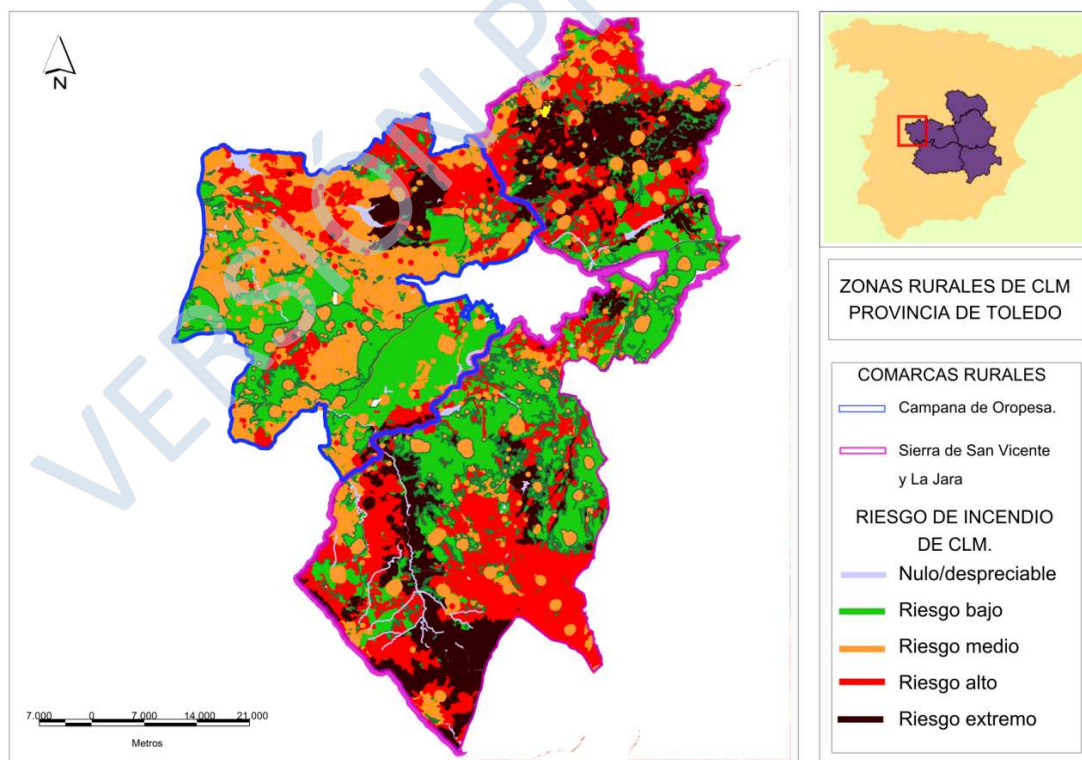 VERSIÓN P
N
7.000 0 7.000 14.000 21.000
Metros
ZONAS RURALES DE CLM
PROVINCIA DE TOLEDO
COMARCAS RURALES
Campana de Oropesa.
Sierra de San Vicente
y La Jara
RIESGO DE INCENDIO
DE CLM.
Nulo/despreciable
Riesgo bajo
Riesgo medio
Riesgo alto
Riesgo extremo